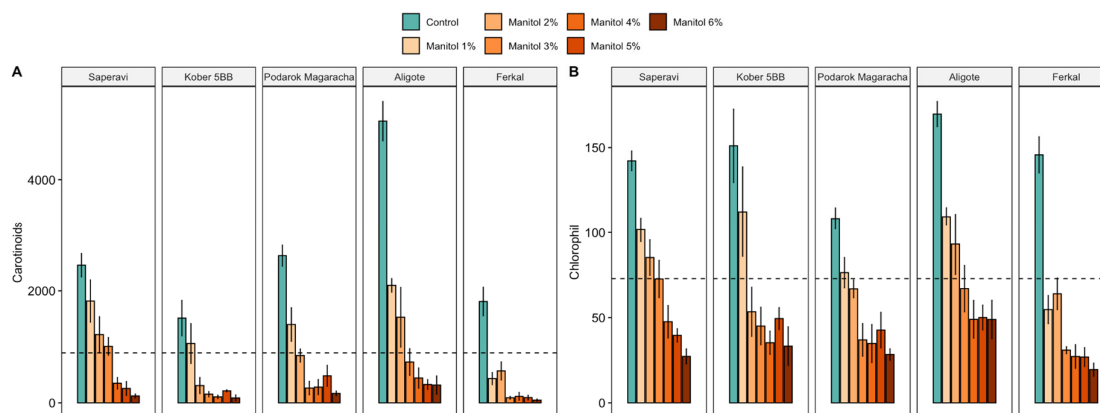 Control Manitol 2% Manitol 4% Manitol 6%
Manitol 1% Manitol 3% Manitol 5%
A
Saperavi Kober 5BB Podarok Magaracha Aligote Ferkal
Carotinoids
4000
2000
0
B
Saperavi Kober 5BB Podarok Magaracha Aligote Ferkal
Chlorophil
150
100
50
0